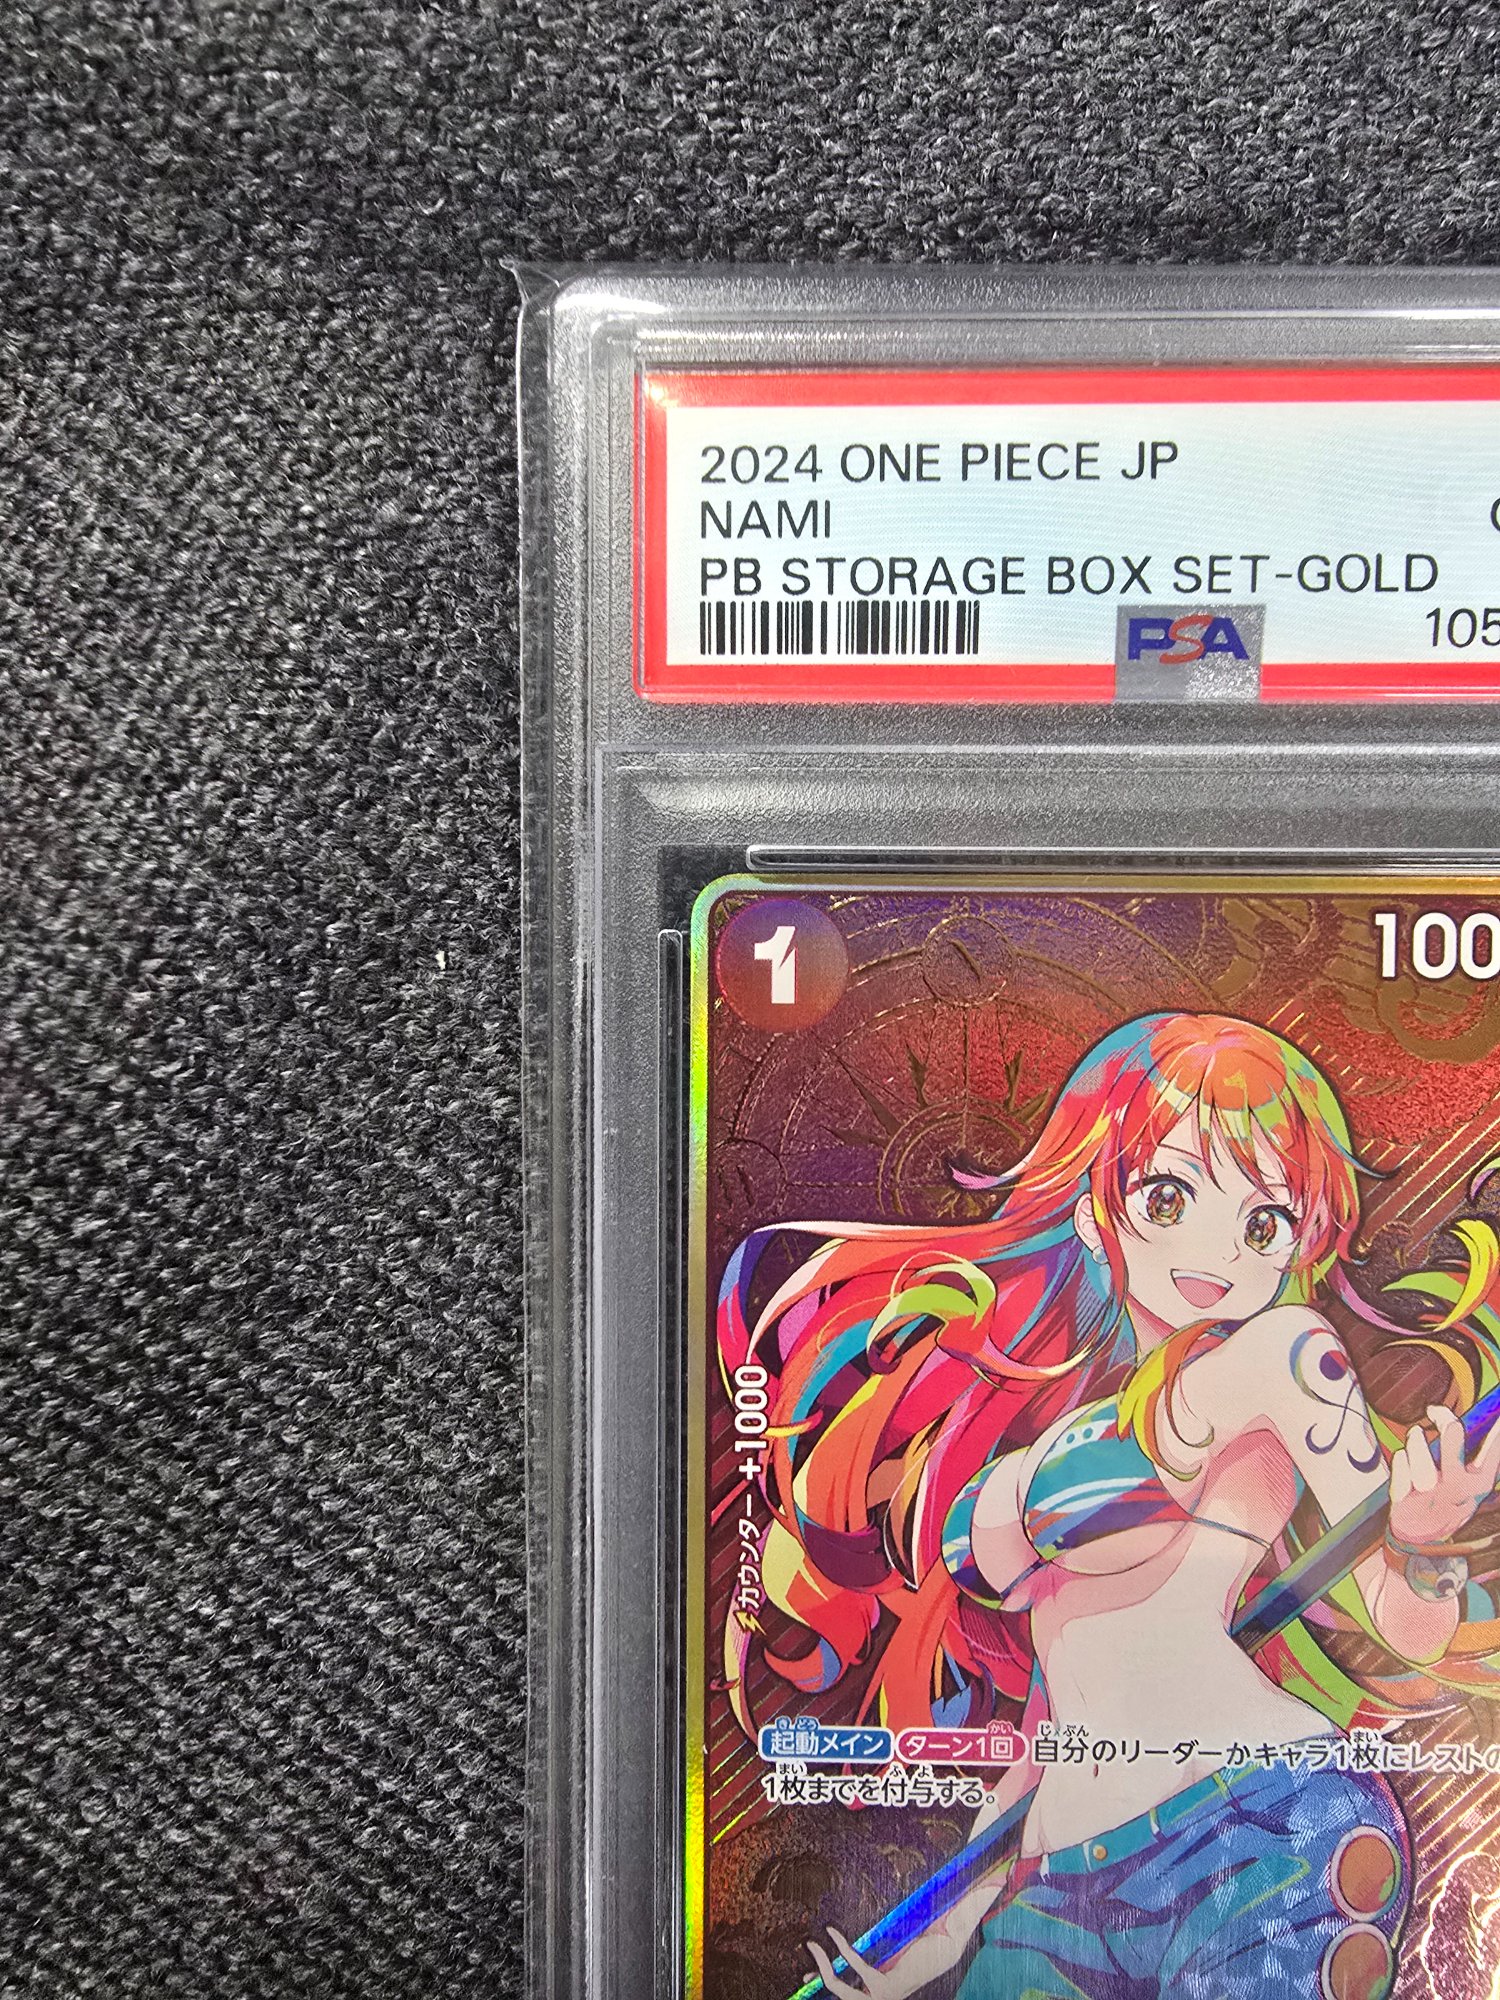 2024 ONE PIECE JP
NAMI
PB STORAGE BOX SET-GOLD
PSA
105
1
100
カウンター +1000
起動メイン ターン1回 自分のリーダーかキャラ1枚にレストの
1枚までを付与する。